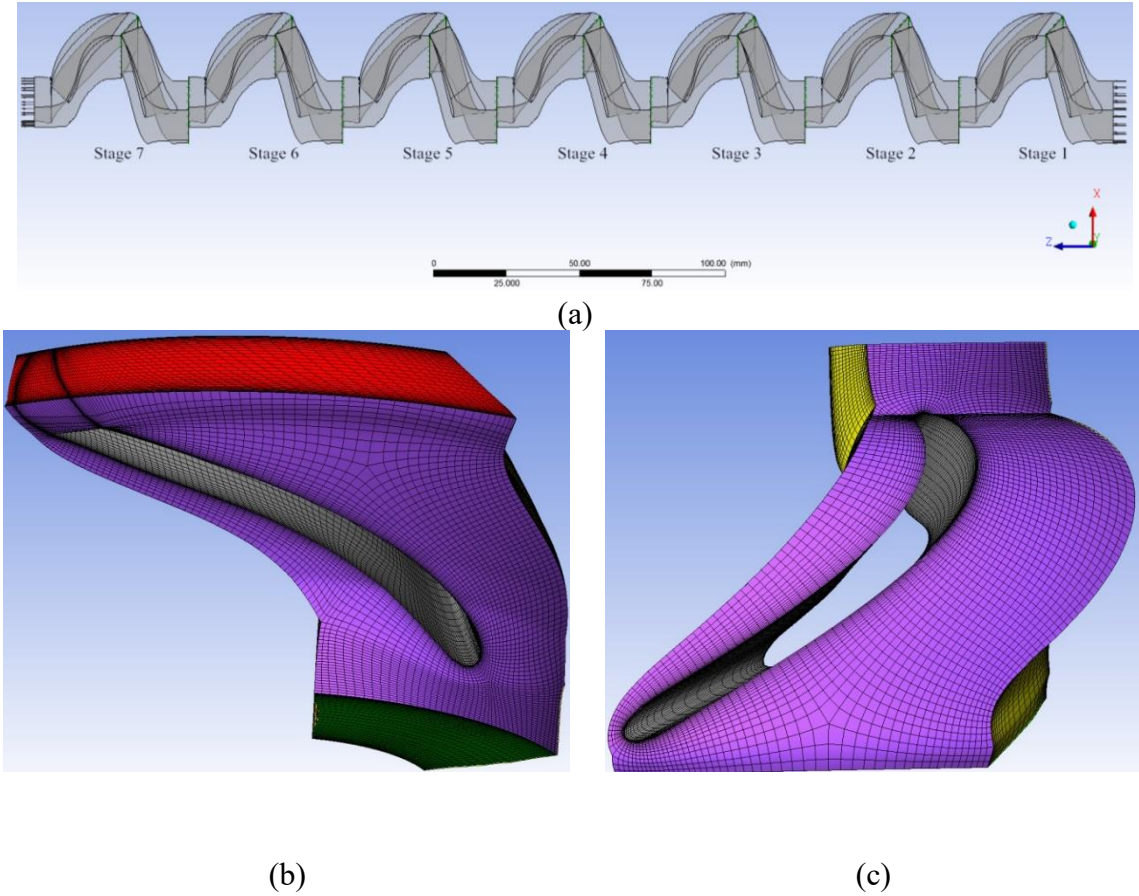 Stage 7 Stage 6 Stage 5 Stage 4 Stage 3 Stage 2 Stage 1
X
Z Y
0 50.00 100.00 (mm)
25.000 75.00
(a)
(b) (c)